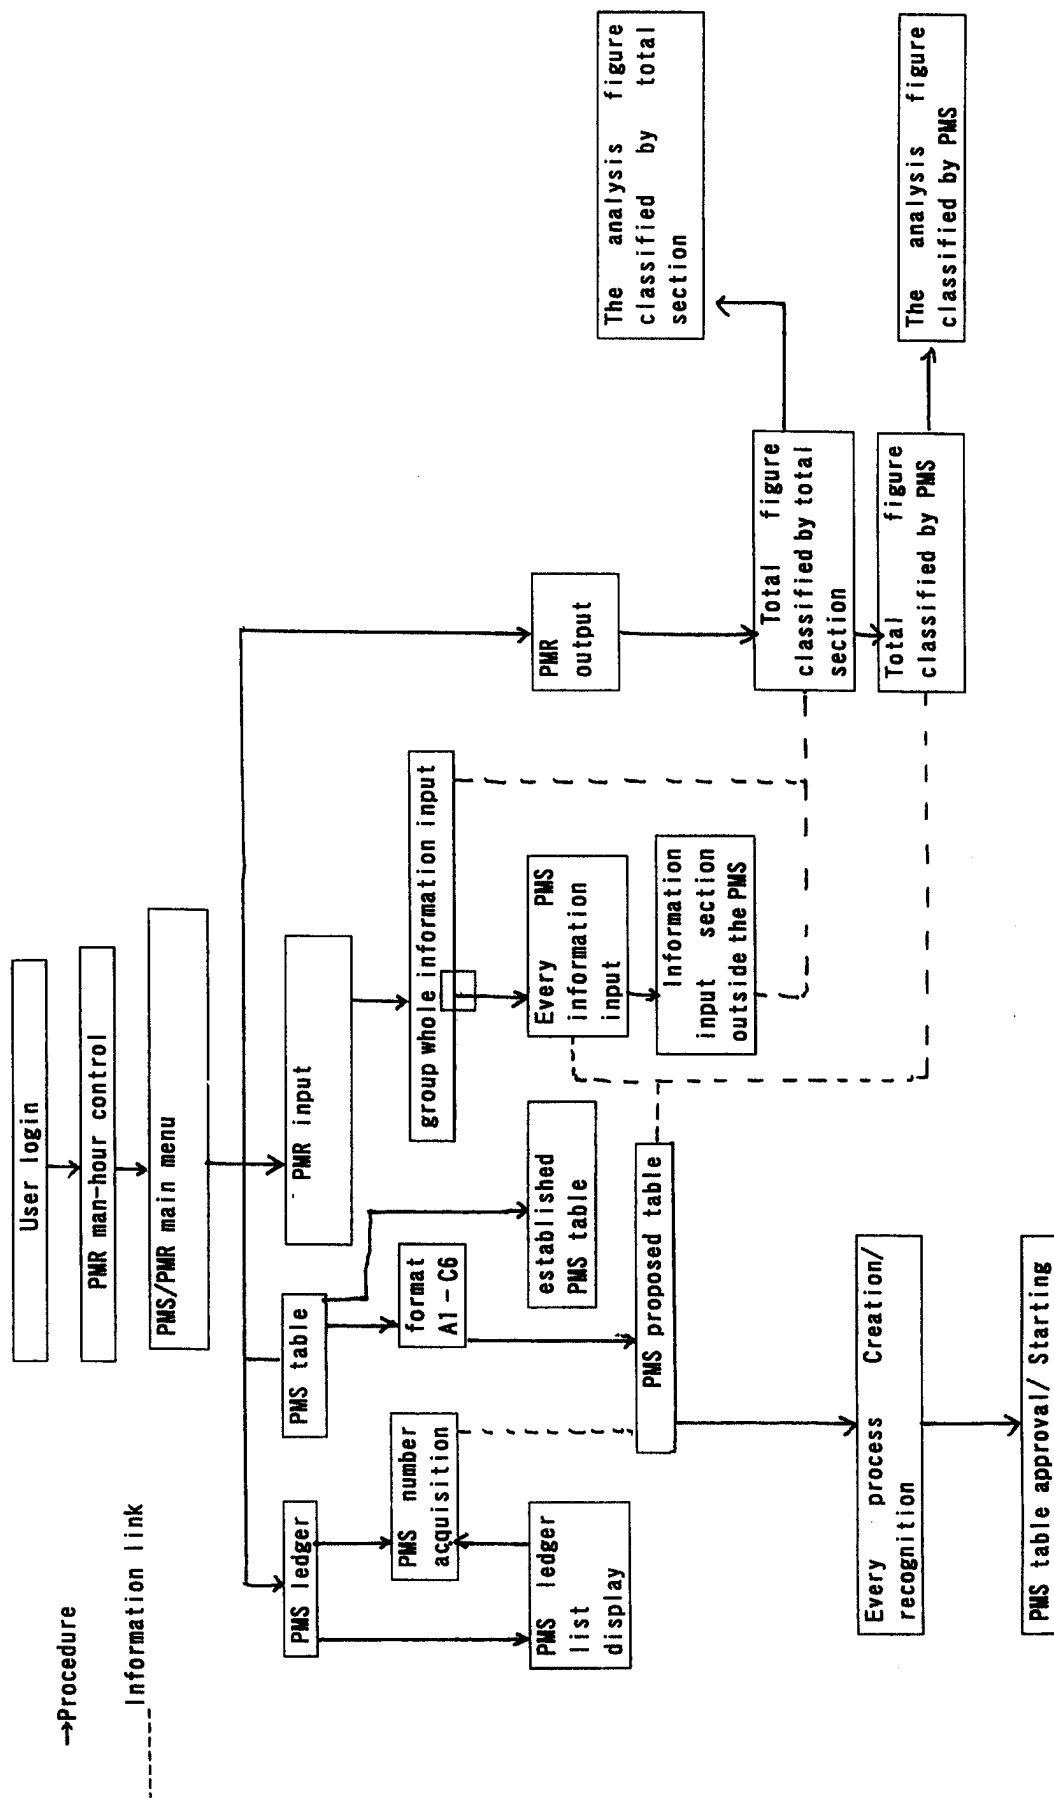 →Procedure
Information link
User login
PMR man-hour control
PMS/PMR main menu
PMS ledger
PMS table
PMR input
PMR
output
PMS number
acquisition
PMS ledger
list
display
format
A1-C6
established
PMS table
group whole information input
Every PMS
information
input
Information
input section
outside the PMS
PMS proposed table
Every process Creation/
recognition
PMS table approval/ Starting
Total figure
classified by total
section
Total figure
classified by PMS
The analysis figure
classified by total
section
The analysis figure
classified by PMS